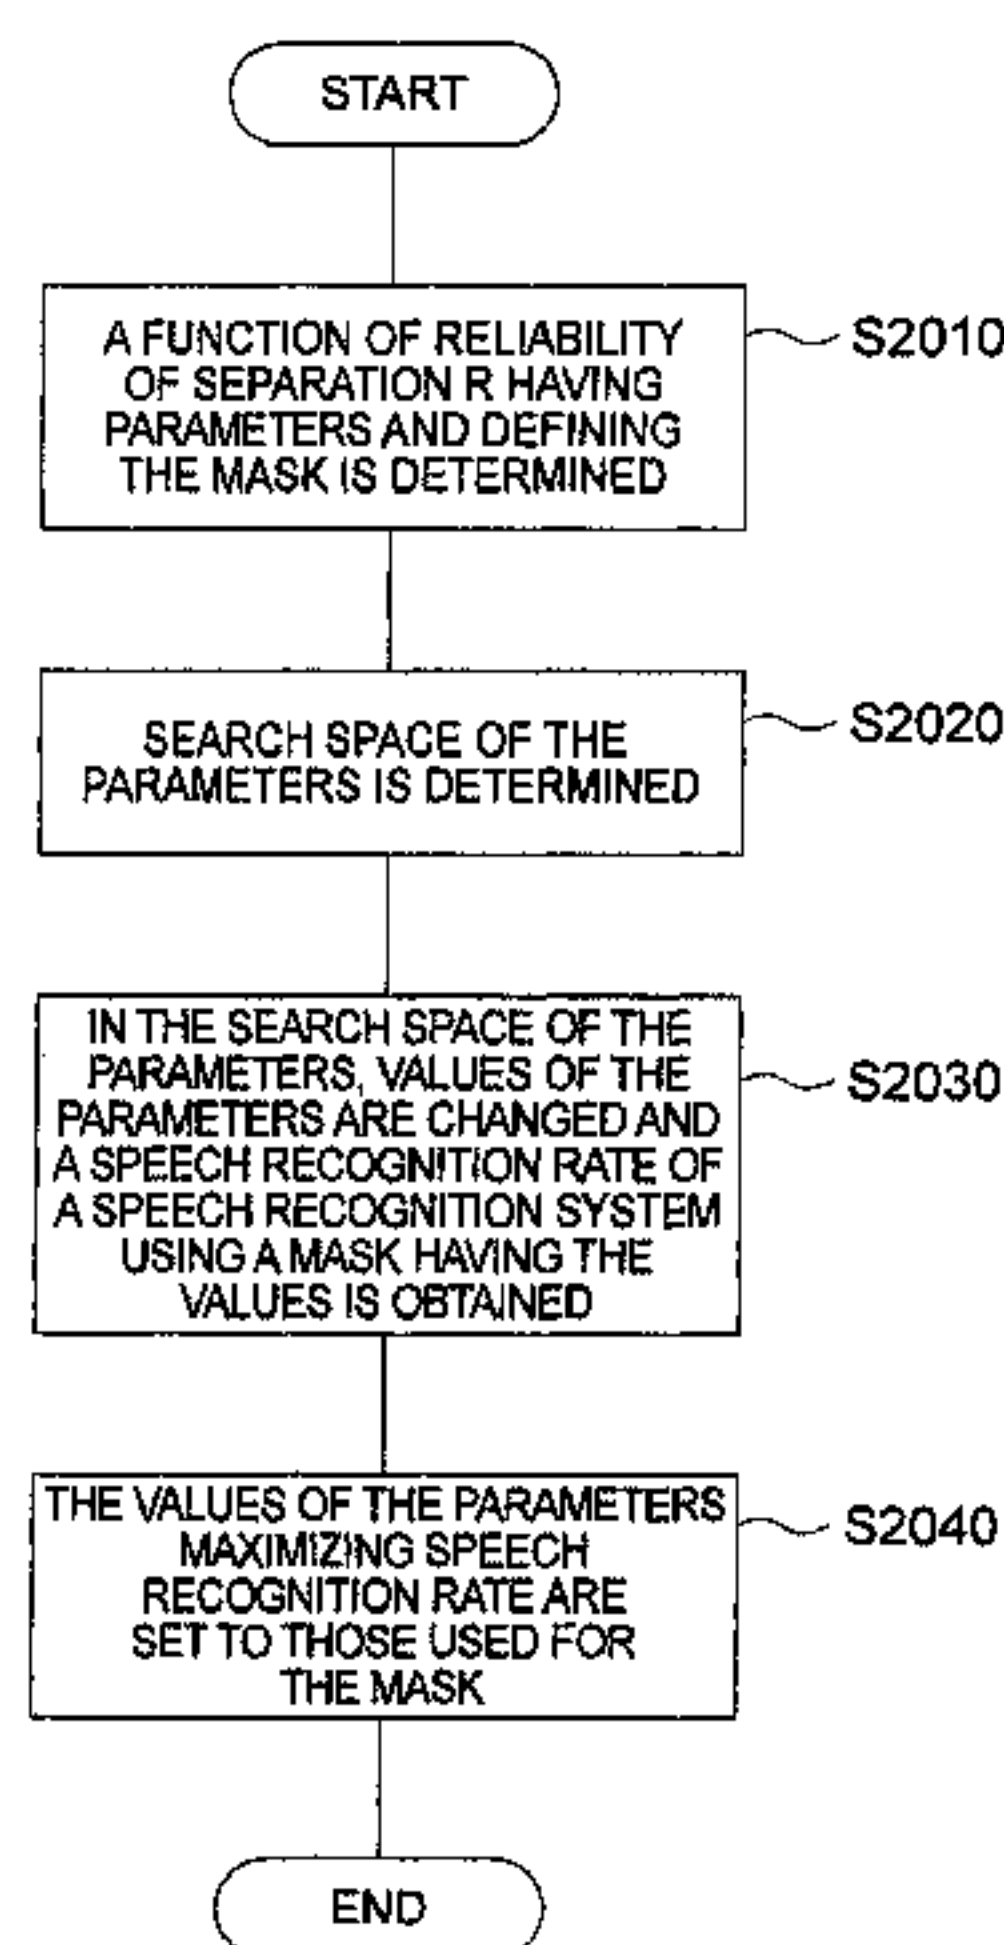 START
A FUNCTION OF RELIABILITY
OF SEPARATION R HAVING
PARAMETERS AND DEFINING
THE MASK IS DETERMINED
S2010
SEARCH SPACE OF THE
PARAMETERS IS DETERMINED
S2020
IN THE SEARCH SPACE OF THE
PARAMETERS, VALUES OF THE
PARAMETERS ARE CHANGED AND
A SPEECH RECOGNITION RATE OF
A SPEECH RECOGNITION SYSTEM
USING A MASK HAVING THE
VALUES IS OBTAINED
S2030
THE VALUES OF THE PARAMETERS
MAXIMIZING SPEECH
RECOGNITION RATE ARE
SET TO THOSE USED FOR
THE MASK
S2040
END